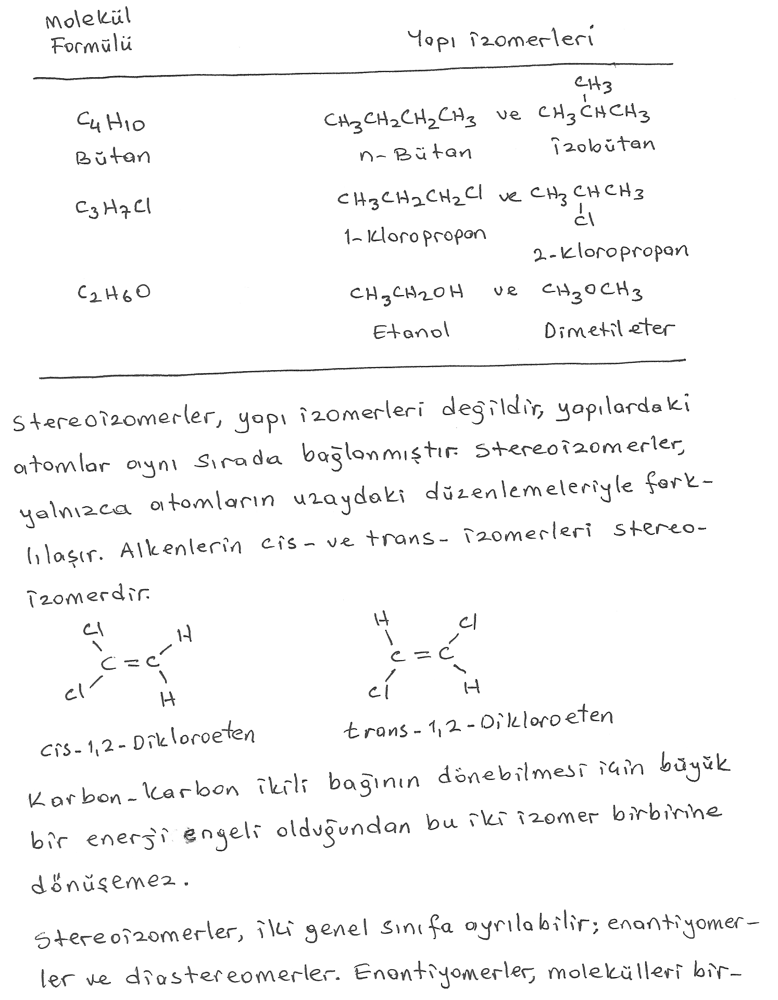 Molekül
Formülü
Yapı izomerleri
CH3
C4H10 CH3CH2CH2CH3 ve CH3CHCH3
Bütan n-Bütan izobütan
C3H7Cl CH3CH2CH2Cl ve CH3CHCH3
Cl
1-Kloropropan
2-Kloropropan
C2H6O CH3CH2OH ve CH3OCH3
Etanol Dimetil eter
Stereoizomerler, yapı izomerleri değildir, yapılardaki
atomlar aynı sırada bağlanmıştır. Stereoizomerler,
yalnızca atomların uzaydaki düzenlemeleriyle fark-
lılaşır. Alkenlerin cis- ve trans- izomerleri stereo-
izomerdir.
Cl H H Cl
C=C C=C
Cl H Cl H
cis-1,2-Dikloroeten trans-1,2-Dikloroeten
Karbon-karbon ikili bağının dönebilmesi için büyük
bir enerji engeli olduğundan bu iki izomer birbirine
dönüşemez.
Stereoizomerler, iki genel sınıfa ayrılabilir; enantiyomer-
ler ve diastereomerler. Enantiyomerler, molekülleri bir-